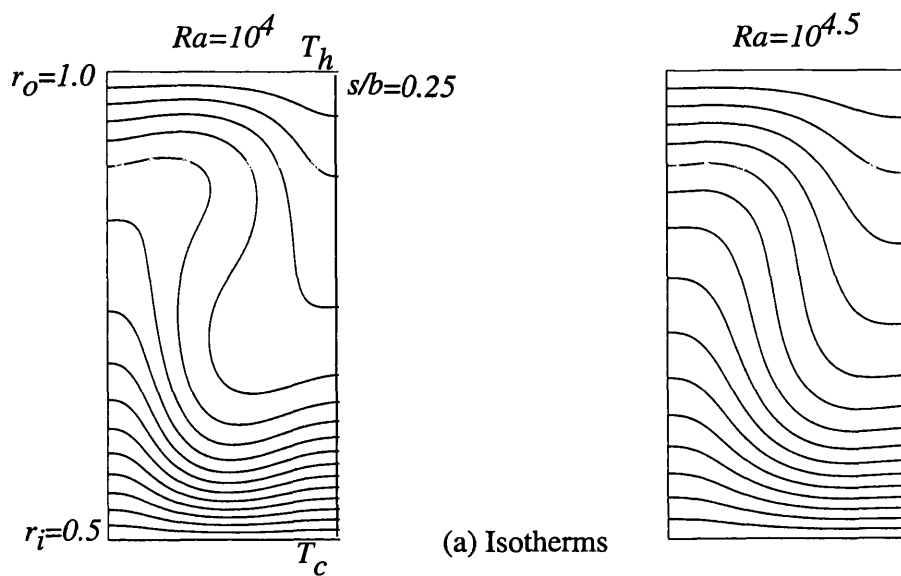 Ra=10^4
Ra=10^4.5
T_h
r_o=1.0
s/b=0.25
r_i=0.5
T_c
(a) Isotherms